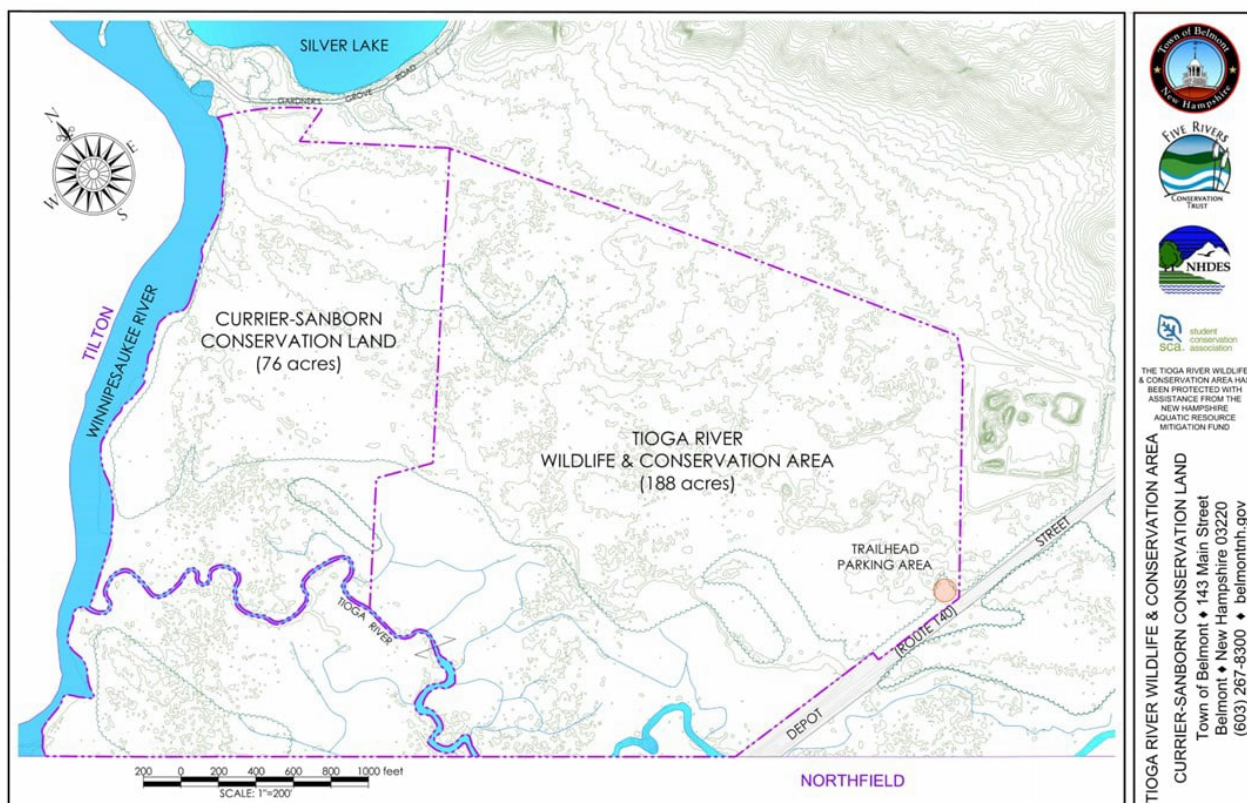 SILVER LAKE
GARDNERS GROVE ROAD
N
E
W
S
TILTON
WINNIPESAUKEE RIVER
CURRIER-SANBORN
CONSERVATION LAND
(76 acres)
TIOGA RIVER
WILDLIFE & CONSERVATION AREA
(188 acres)
TRAILHEAD
PARKING AREA
TIOGA RIVER
DEPOT STREET
(ROUTE 140)
NORTHFIELD
200 0 200 400 600 800 1000 feet
SCALE: 1"=200'
Town of Belmont
New Hampshire
FIVE RIVERS
CONSERVATION
TRUST
NHDES
sca. student
conservation
association
THE TIOGA RIVER WILDLIFE
& CONSERVATION AREA HAS
BEEN PROTECTED WITH
ASSISTANCE FROM THE
NEW HAMPSHIRE
AQUATIC RESOURCE
MITIGATION FUND
TIOGA RIVER WILDLIFE & CONSERVATION AREA
CURRIER-SANBORN CONSERVATION LAND
Town of Belmont ♦ 143 Main Street
Belmont ♦ New Hampshire 03220
(603) 267-8300 ♦ belmontnh.gov